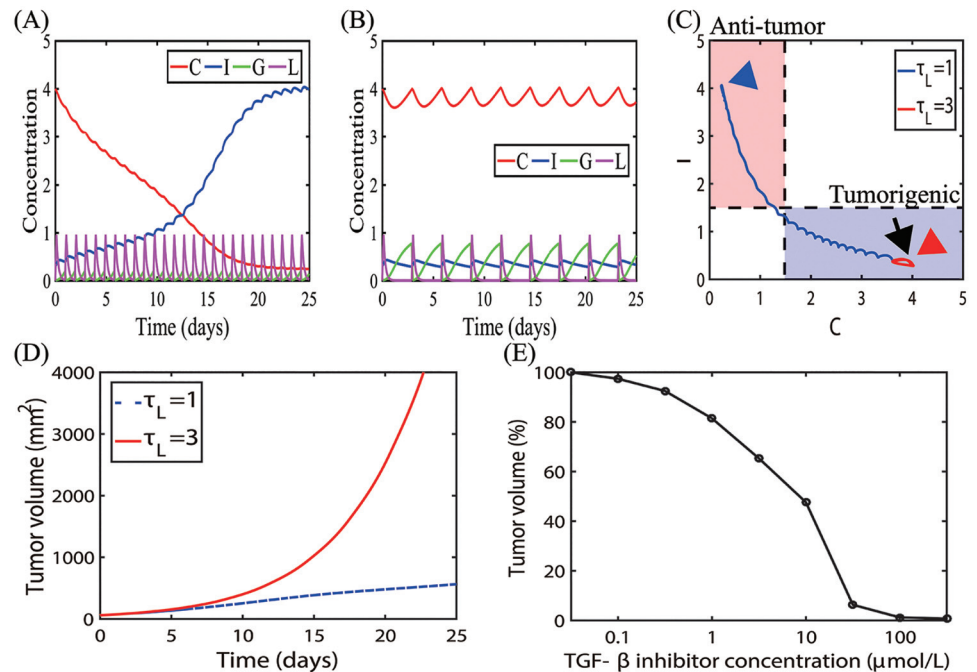 (A)
5
4
3
2
1
0
Concentration
C I G L
0 5 10 15 20 25
Time (days)
(B)
5
4
3
2
1
0
Concentration
C I G L
0 5 10 15 20 25
Time (days)
(C)
Anti-tumor
5
4
3
2
1
0
I
τL=1
τL=3
Tumorigenic
0 1 2 3 4 5
C
(D)
4000
3000
2000
1000
0
Tumor volume (mm2)
τL=1
τL=3
0 5 10 15 20 25
Time (days)
(E)
100
80
60
40
20
0
Tumor volume (%)
0.1 1 10 100
TGF- β inhibitor concentration (μmol/L)